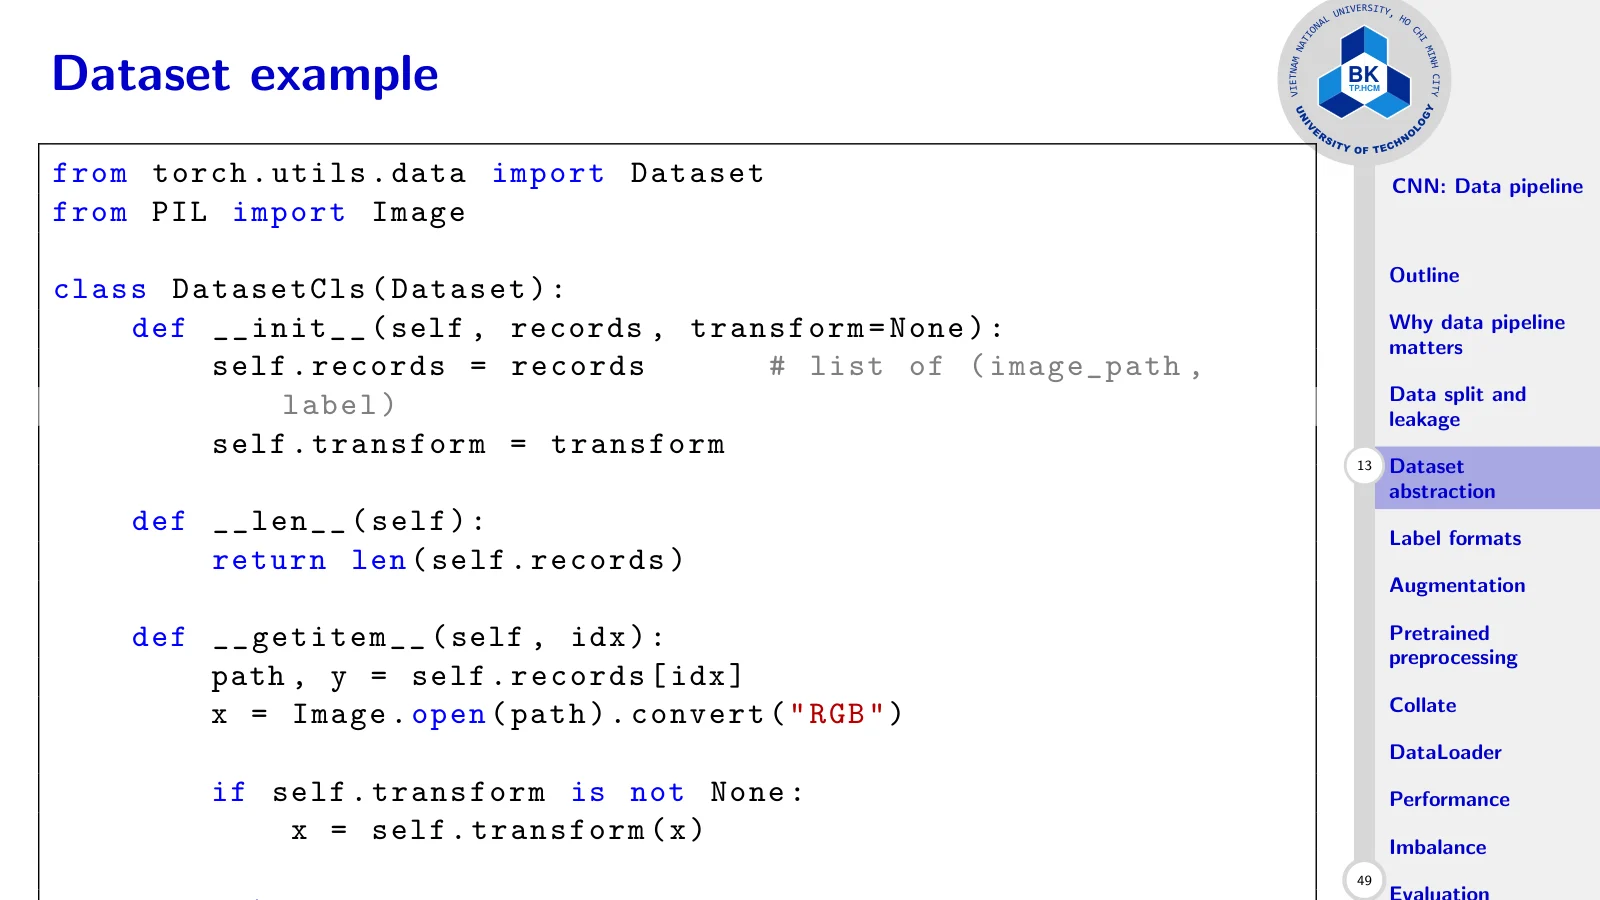 Dataset example
from torch.utils.data import Dataset
from PIL import Image
class DatasetCls(Dataset):
    def __init__(self, records, transform=None):
        self.records = records      # list of (image_path,
            label)
        self.transform = transform
    def __len__(self):
        return len(self.records)
    def __getitem__(self, idx):
        path, y = self.records[idx]
        x = Image.open(path).convert("RGB")
        if self.transform is not None:
            x = self.transform(x)
VIETNAM NATIONAL UNIVERSITY, HO CHI MINH CITY
BK
TP.HCM
UNIVERSITY OF TECHNOLOGY
CNN: Data pipeline
Outline
Why data pipeline
matters
Data split and
leakage
13
Dataset
abstraction
Label formats
Augmentation
Pretrained
preprocessing
Collate
DataLoader
Performance
Imbalance
49
Evaluation